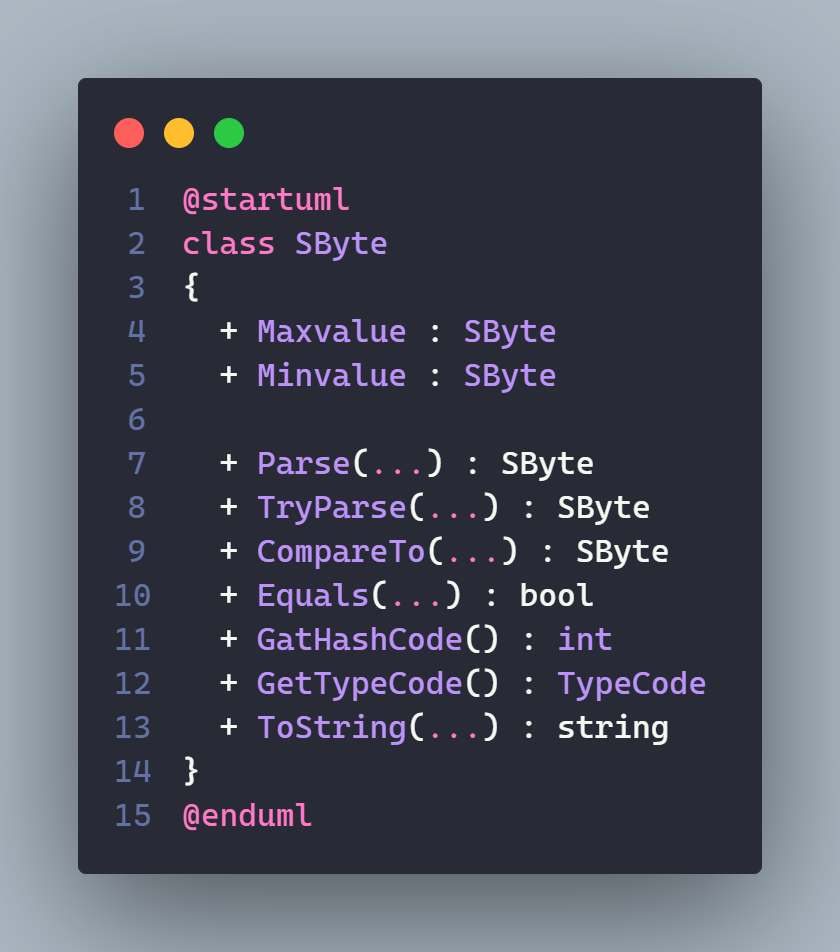 1 @startuml
2 class SByte
3 {
4 + Maxvalue : SByte
5 + Minvalue : SByte
6
7 + Parse(...) : SByte
8 + TryParse(...) : SByte
9 + CompareTo(...) : SByte
10 + Equals(...) : bool
11 + GatHashCode() : int
12 + GetTypeCode() : TypeCode
13 + ToString(...) : string
14 }
15 @enduml